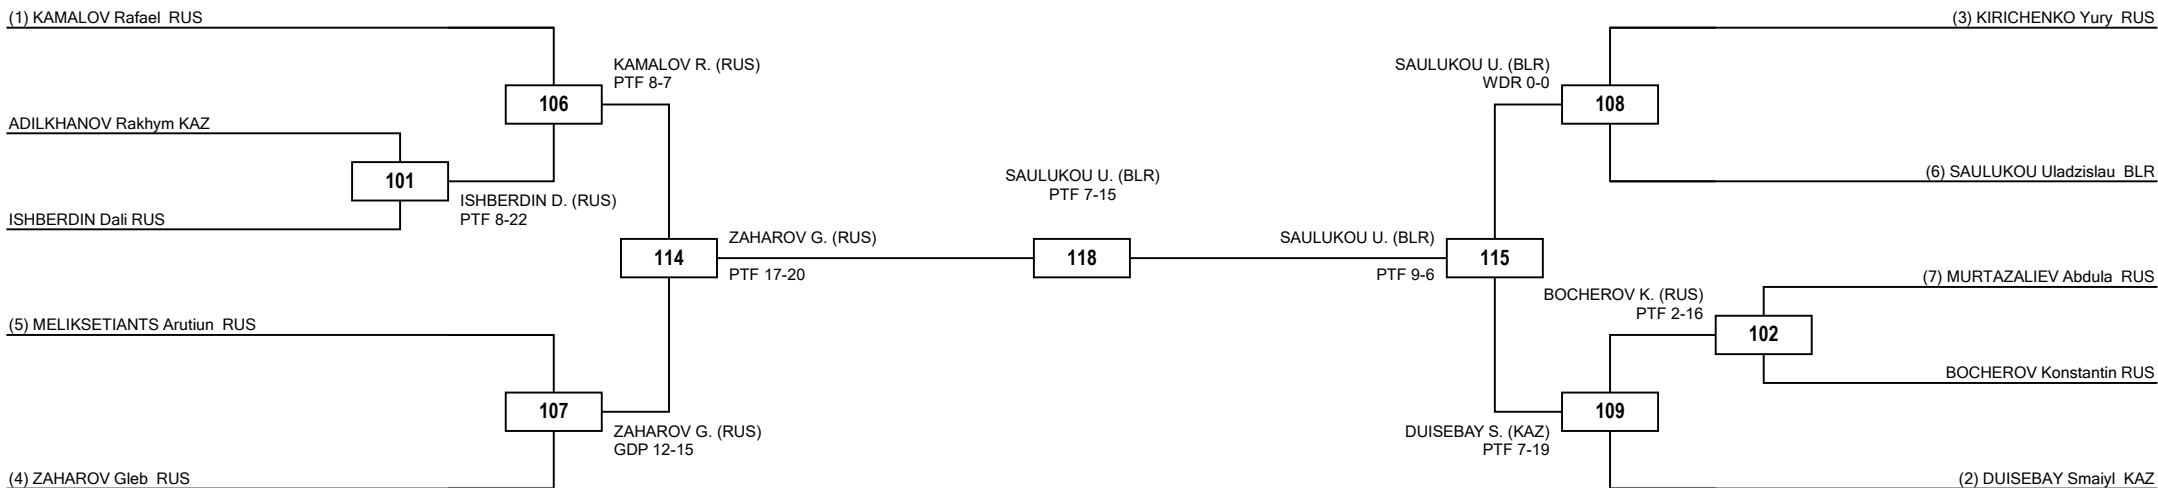 (1) KAMALOV Rafael RUS
KAMALOV R. (RUS)
PTF 8-7
106
ADILKHANOV Rakhym KAZ
101
ISHBERDIN D. (RUS)
PTF 8-22
ISHBERDIN Dali RUS
114
ZAHAROV G. (RUS)
PTF 17-20
(5) MELIKSETIANTS Arutiun RUS
107
ZAHAROV G. (RUS)
GDP 12-15
(4) ZAHAROV Gleb RUS
SAULUKOU U. (BLR)
PTF 7-15
118
(3) KIRICHENKO Yury RUS
SAULUKOU U. (BLR)
WDR 0-0
108
(6) SAULUKOU Uladzislau BLR
SAULUKOU U. (BLR)
PTF 9-6
115
(7) MURTAZALIEV Abdula RUS
BOCHEROV K. (RUS)
PTF 2-16
102
BOCHEROV Konstantin RUS
109
DUISEBAY S. (KAZ)
PTF 7-19
(2) DUISEBAY Smaiyl KAZ